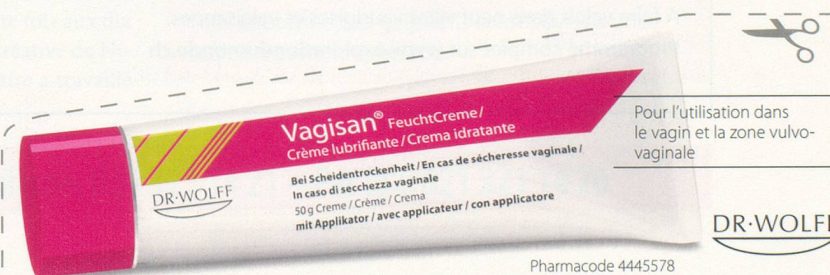 Vagisan® FeuchtCreme/
Crème lubrifiante/Crema idratante
Bei Scheidentrockenheit/En cas de sécheresse vaginale/
In caso di secchezza vaginale
50 g Creme/Crème/Crema
mit Applikator/avec applicateur/con applicatore
DR·WOLFF
Pour l'utilisation dans
le vagin et la zone vulvo-
vaginale
DR·WOLFF
Pharmacode 4445578